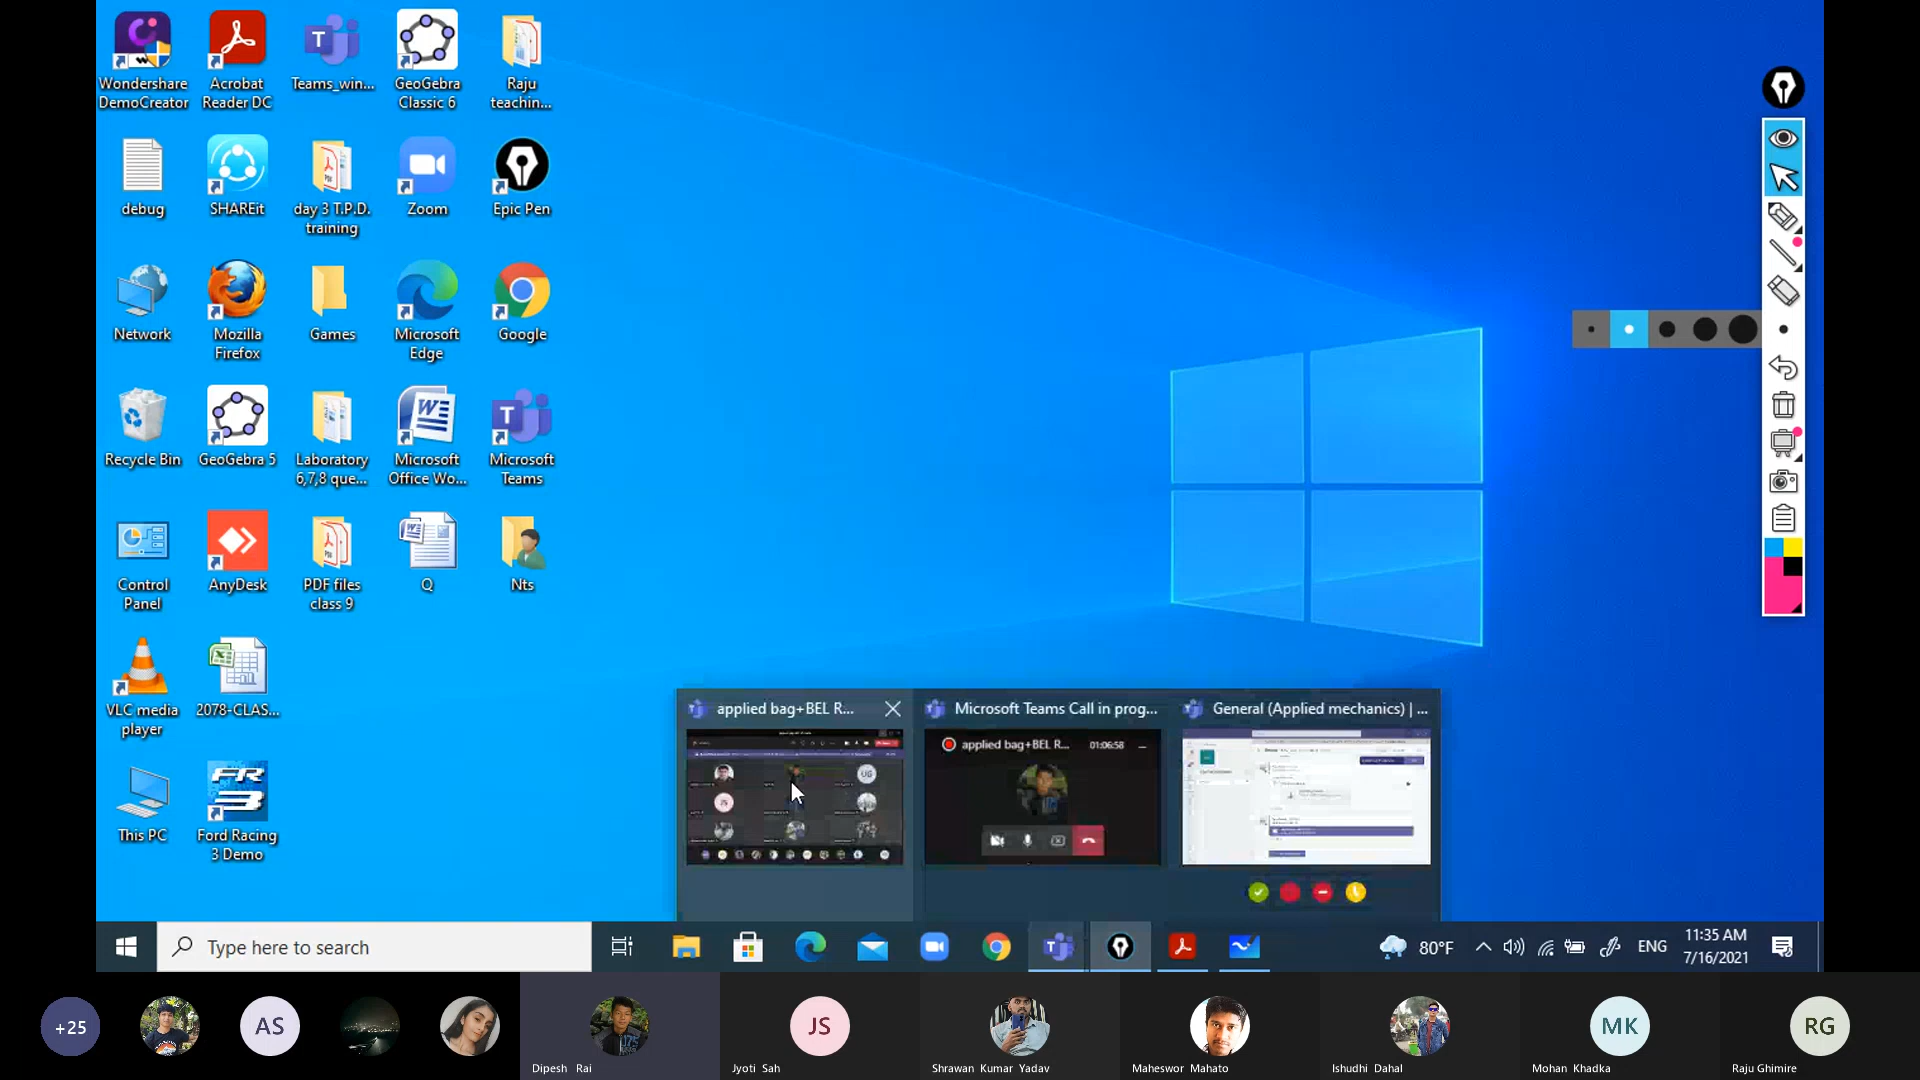 Wondershare
DemoCreator
Acrobat
Reader DC
Teams_win...
GeoGebra
Classic 6
Raju
teachin...
debug
SHAREit
day 3 T.P.D.
training
Zoom
Epic Pen
Network
Mozilla
Firefox
Games
Microsoft
Edge
Google
Recycle Bin
GeoGebra 5
Laboratory
6,7,8 que...
Microsoft
Office Wo...
Microsoft
Teams
Control
Panel
AnyDesk
PDF files
class 9
Q
Nts
VLC media
player
2078-CLAS...
This PC
Ford Racing
3 Demo
applied bag+BEL R...
Microsoft Teams Call in prog...
General (Applied mechanics) | ...
applied bag+BEL R...
01:06:58
Type here to search
80°F
ENG
11:35 AM
7/16/2021
+25
AS
JS
MK
RG
Dipesh Rai
Jyoti Sah
Shrawan Kumar Yadav
Maheswor Mahato
Ishudhi Dahal
Mohan Khadka
Raju Ghimire